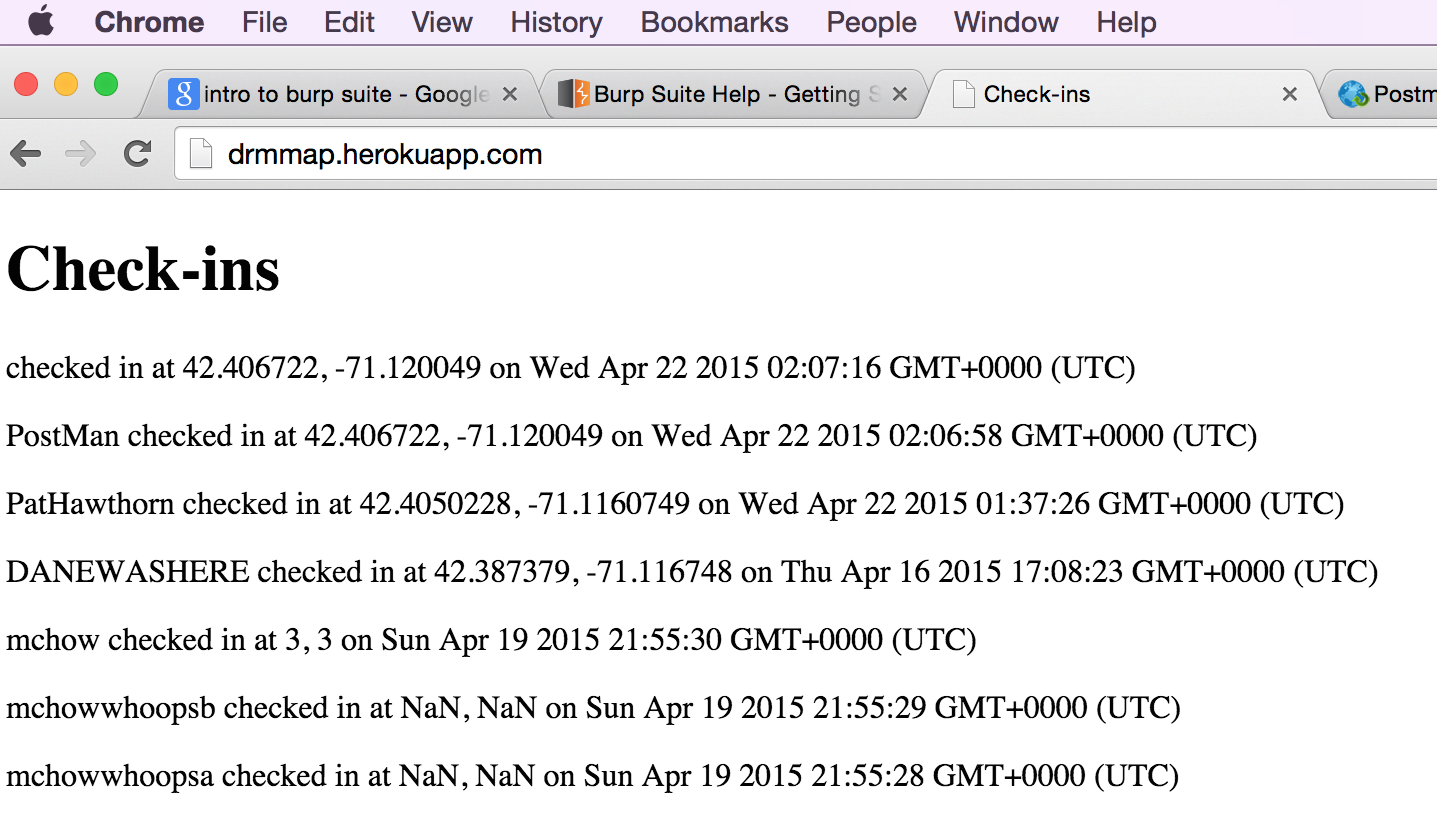 Chrome File Edit View History Bookmarks People Window Help
intro to burp suite - Google Burp Suite Help - Getting S Check-ins Postm
drmmap.herokuapp.com
Check-ins
checked in at 42.406722, -71.120049 on Wed Apr 22 2015 02:07:16 GMT+0000 (UTC)
PostMan checked in at 42.406722, -71.120049 on Wed Apr 22 2015 02:06:58 GMT+0000 (UTC)
PatHawthorn checked in at 42.4050228, -71.1160749 on Wed Apr 22 2015 01:37:26 GMT+0000 (UTC)
DANEWASHERE checked in at 42.387379, -71.116748 on Thu Apr 16 2015 17:08:23 GMT+0000 (UTC)
mchow checked in at 3, 3 on Sun Apr 19 2015 21:55:30 GMT+0000 (UTC)
mchowwhoopsb checked in at NaN, NaN on Sun Apr 19 2015 21:55:29 GMT+0000 (UTC)
mchowwhoopsa checked in at NaN, NaN on Sun Apr 19 2015 21:55:28 GMT+0000 (UTC)